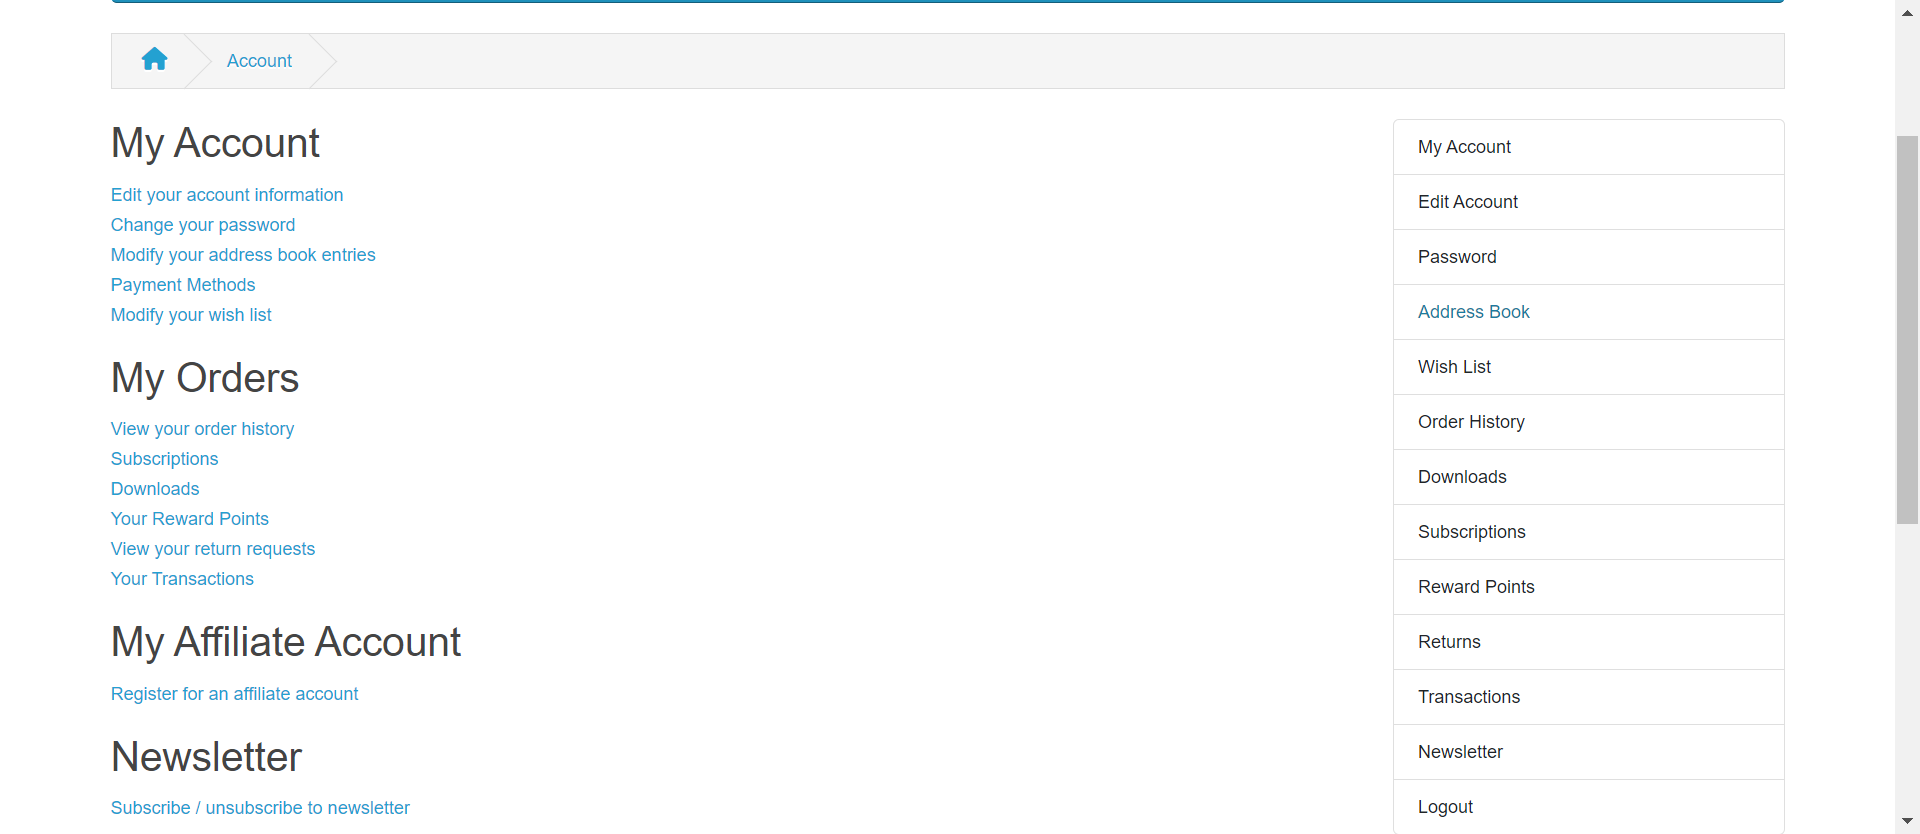 Account
My Account
Edit your account information
Change your password
Modify your address book entries
Payment Methods
Modify your wish list
My Orders
View your order history
Subscriptions
Downloads
Your Reward Points
View your return requests
Your Transactions
My Affiliate Account
Register for an affiliate account
Newsletter
Subscribe / unsubscribe to newsletter
My Account
Edit Account
Password
Address Book
Wish List
Order History
Downloads
Subscriptions
Reward Points
Returns
Transactions
Newsletter
Logout